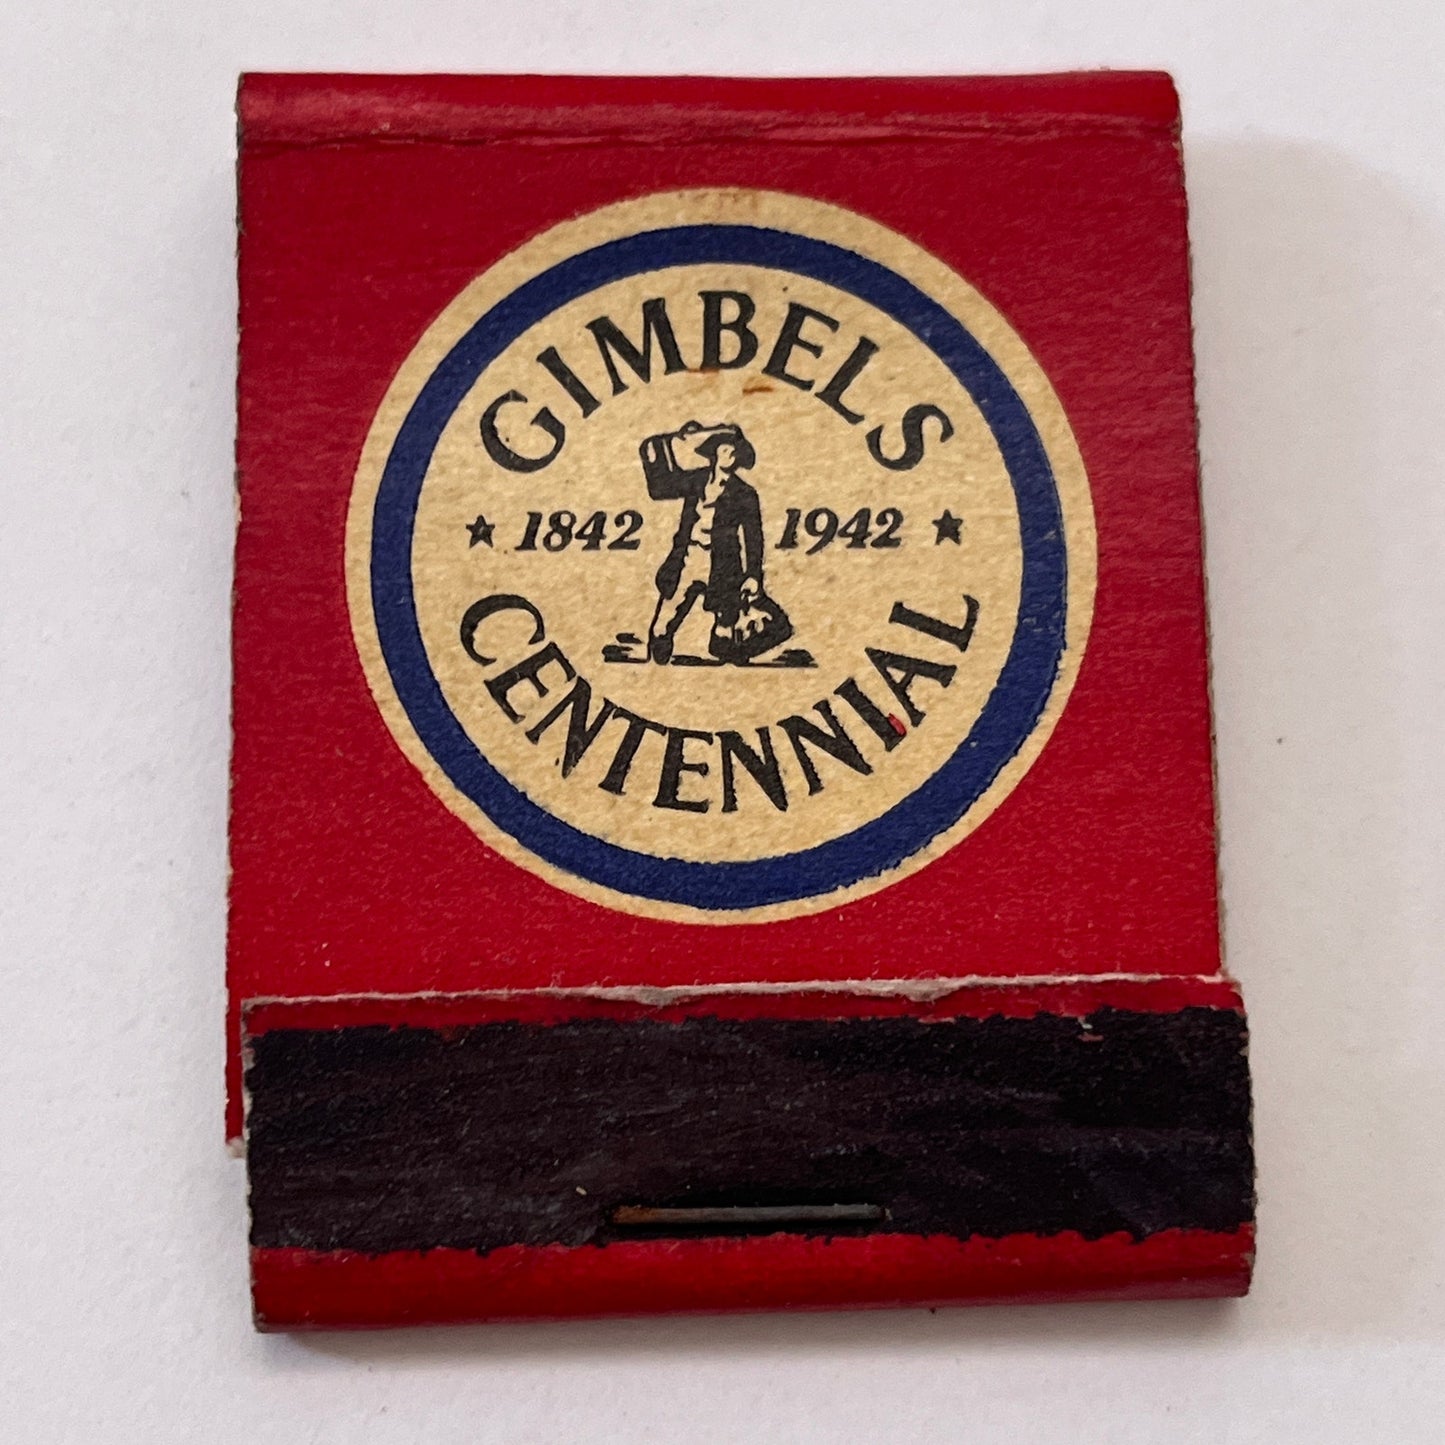 GIMBELS
★ 1842 1942 ★
CENTENNIAL